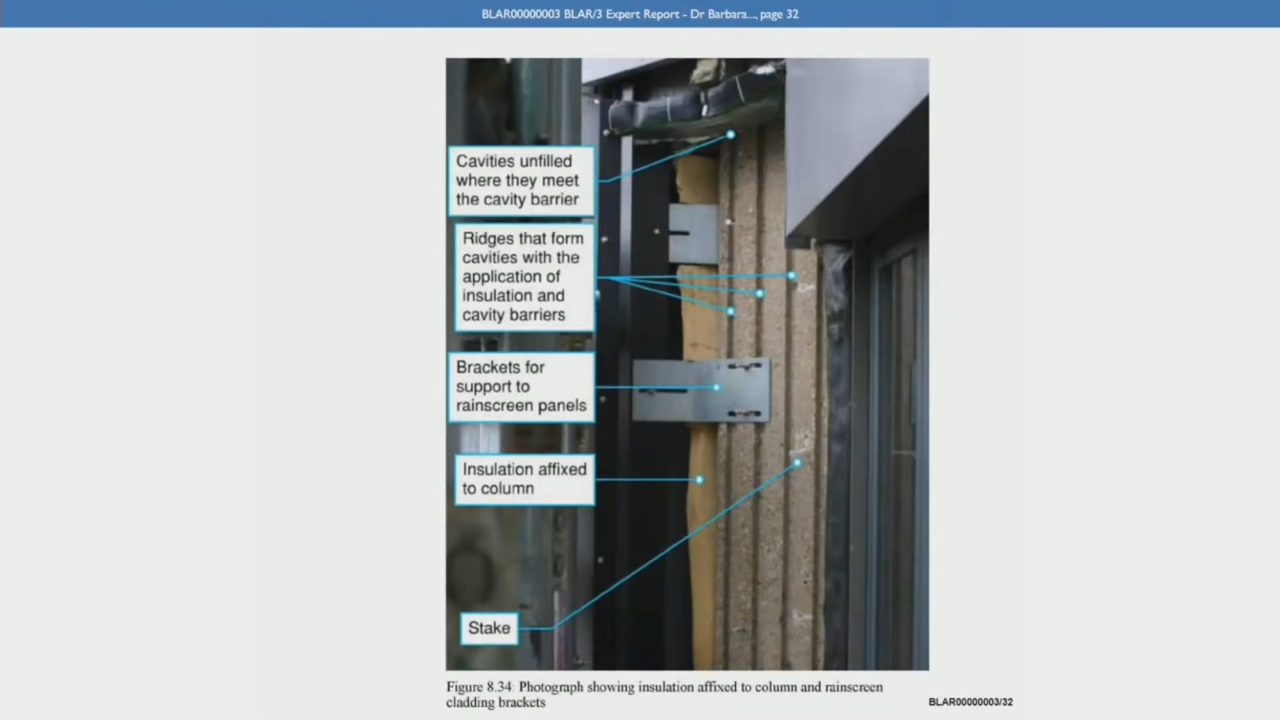 BLAR00000003 BLAR/3 Expert Report - Dr Barbara..., page 32
Cavities unfilled
where they meet
the cavity barrier
Ridges that form
cavities with the
application of
insulation and
cavity barriers
Brackets for
support to
rainscreen panels
Insulation affixed
to column
Stake
Figure 8.34: Photograph showing insulation affixed to column and rainscreen
cladding brackets
BLAR00000003/32